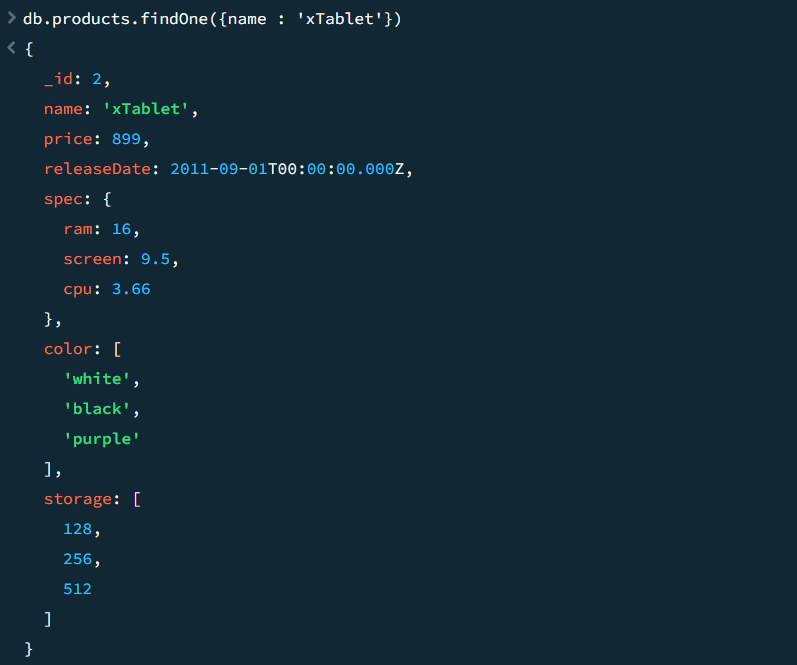 db.products.findOne({name : 'xTablet'})
{
_id: 2,
name: 'xTablet',
price: 899,
releaseDate: 2011-09-01T00:00:00.000Z,
spec: {
ram: 16,
screen: 9.5,
cpu: 3.66
},
color: [
'white',
'black',
'purple'
],
storage: [
128,
256,
512
]
}